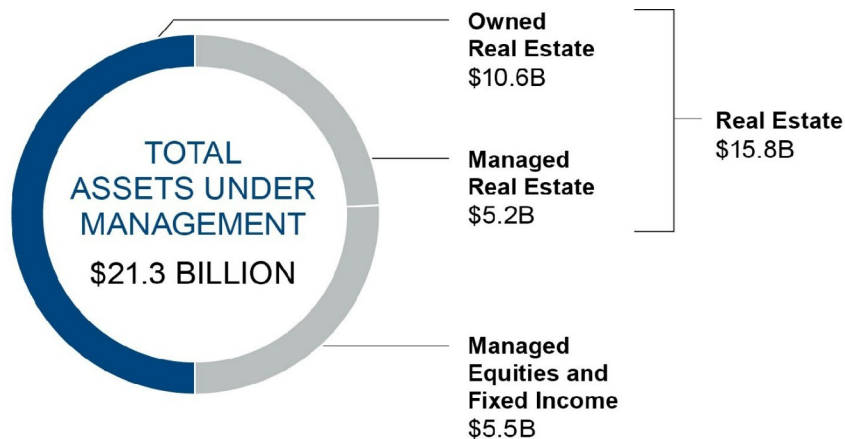 TOTAL
ASSETS UNDER
MANAGEMENT
$21.3 BILLION
Owned
Real Estate
$10.6B
Managed
Real Estate
$5.2B
Real Estate
$15.8B
Managed
Equities and
Fixed Income
$5.5B